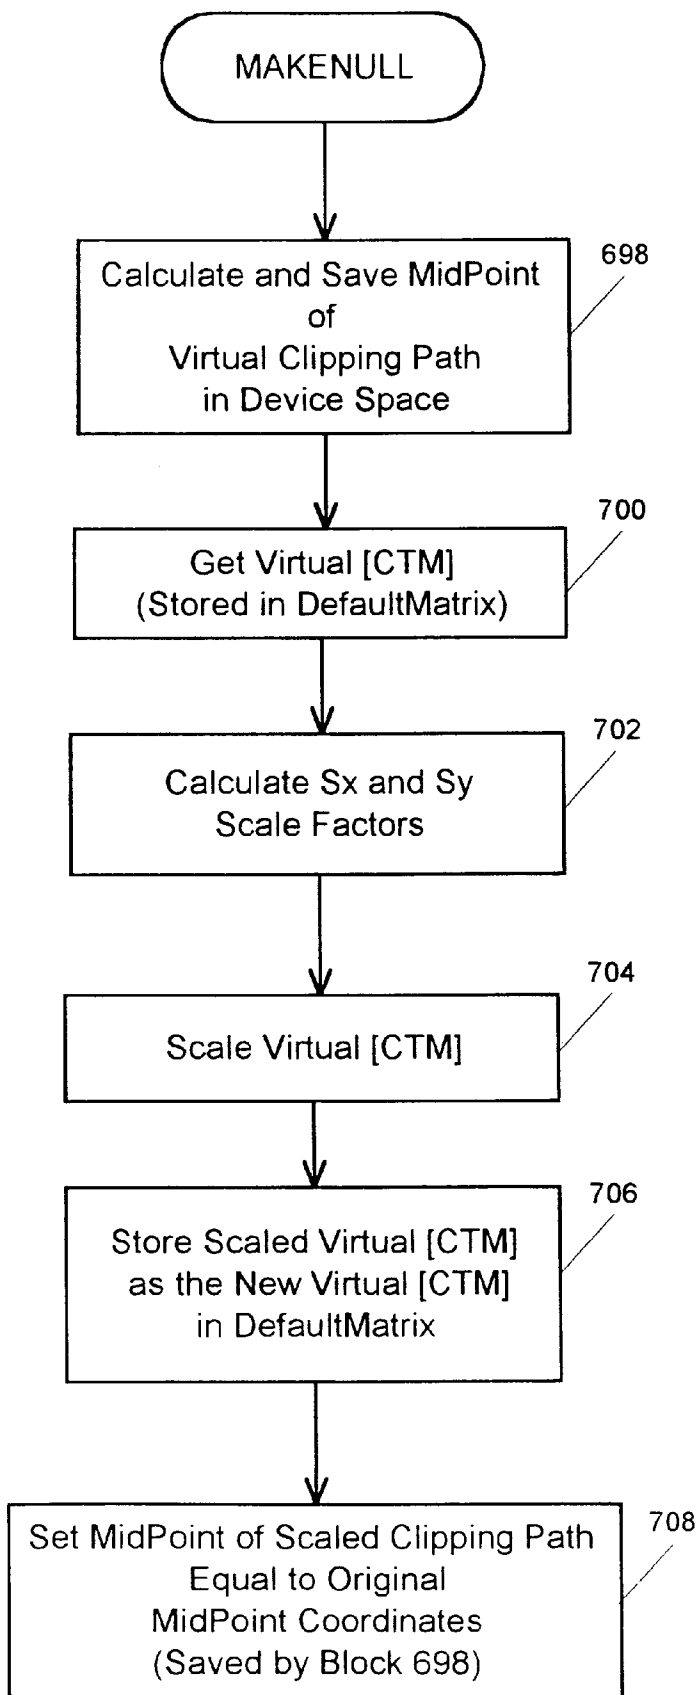 MAKENULL
698
Calculate and Save MidPoint
of
Virtual Clipping Path
in Device Space
700
Get Virtual [CTM]
(Stored in DefaultMatrix)
702
Calculate Sx and Sy
Scale Factors
704
Scale Virtual [CTM]
706
Store Scaled Virtual [CTM]
as the New Virtual [CTM]
in DefaultMatrix
708
Set MidPoint of Scaled Clipping Path
Equal to Original
MidPoint Coordinates
(Saved by Block 698)